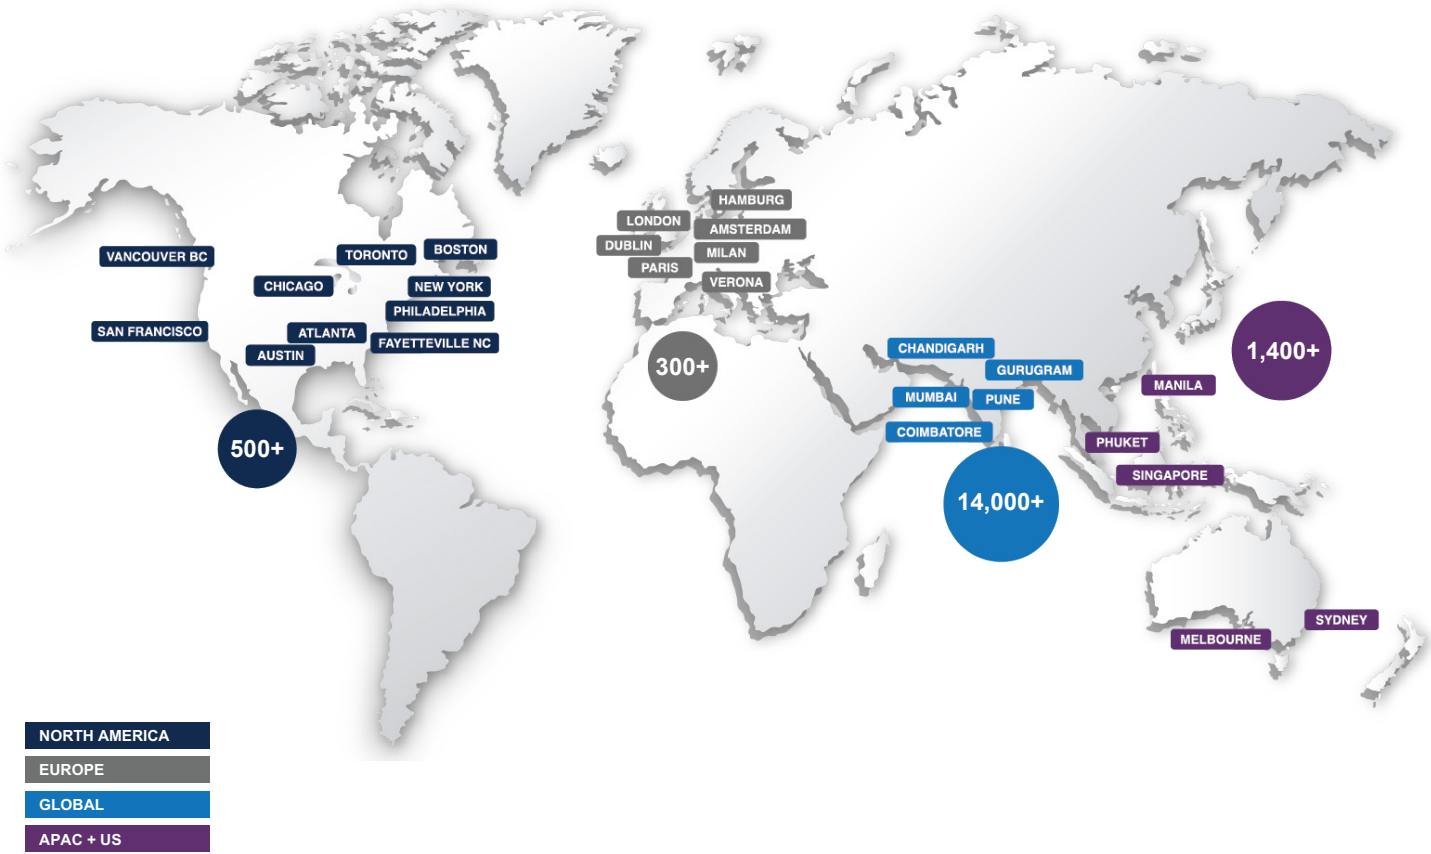 HAMBURG
LONDON
AMSTERDAM
DUBLIN
MILAN
PARIS
VERONA
300+
VANCOUVER BC
TORONTO
BOSTON
CHICAGO
NEW YORK
PHILADELPHIA
SAN FRANCISCO
ATLANTA
FAYETTEVILLE NC
AUSTIN
500+
CHANDIGARH
GURUGRAM
MUMBAI
PUNE
COIMBATORE
14,000+
1,400+
MANILA
PHUKET
SINGAPORE
SYDNEY
MELBOURNE
NORTH AMERICA
EUROPE
GLOBAL
APAC + US